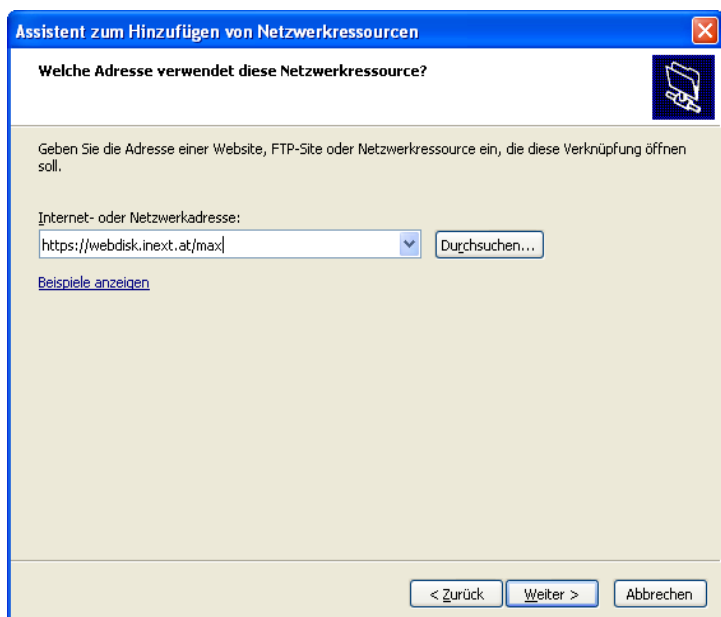 Assistent zum Hinzufügen von Netzwerkressourcen
Welche Adresse verwendet diese Netzwerkressource?
Geben Sie die Adresse einer Website, FTP-Site oder Netzwerkressource ein, die diese Verknüpfung öffnen
soll.
Internet- oder Netzwerkadresse:
https://webdisk.inext.at/max
Durchsuchen...
Beispiele anzeigen
< Zurück
Weiter >
Abbrechen